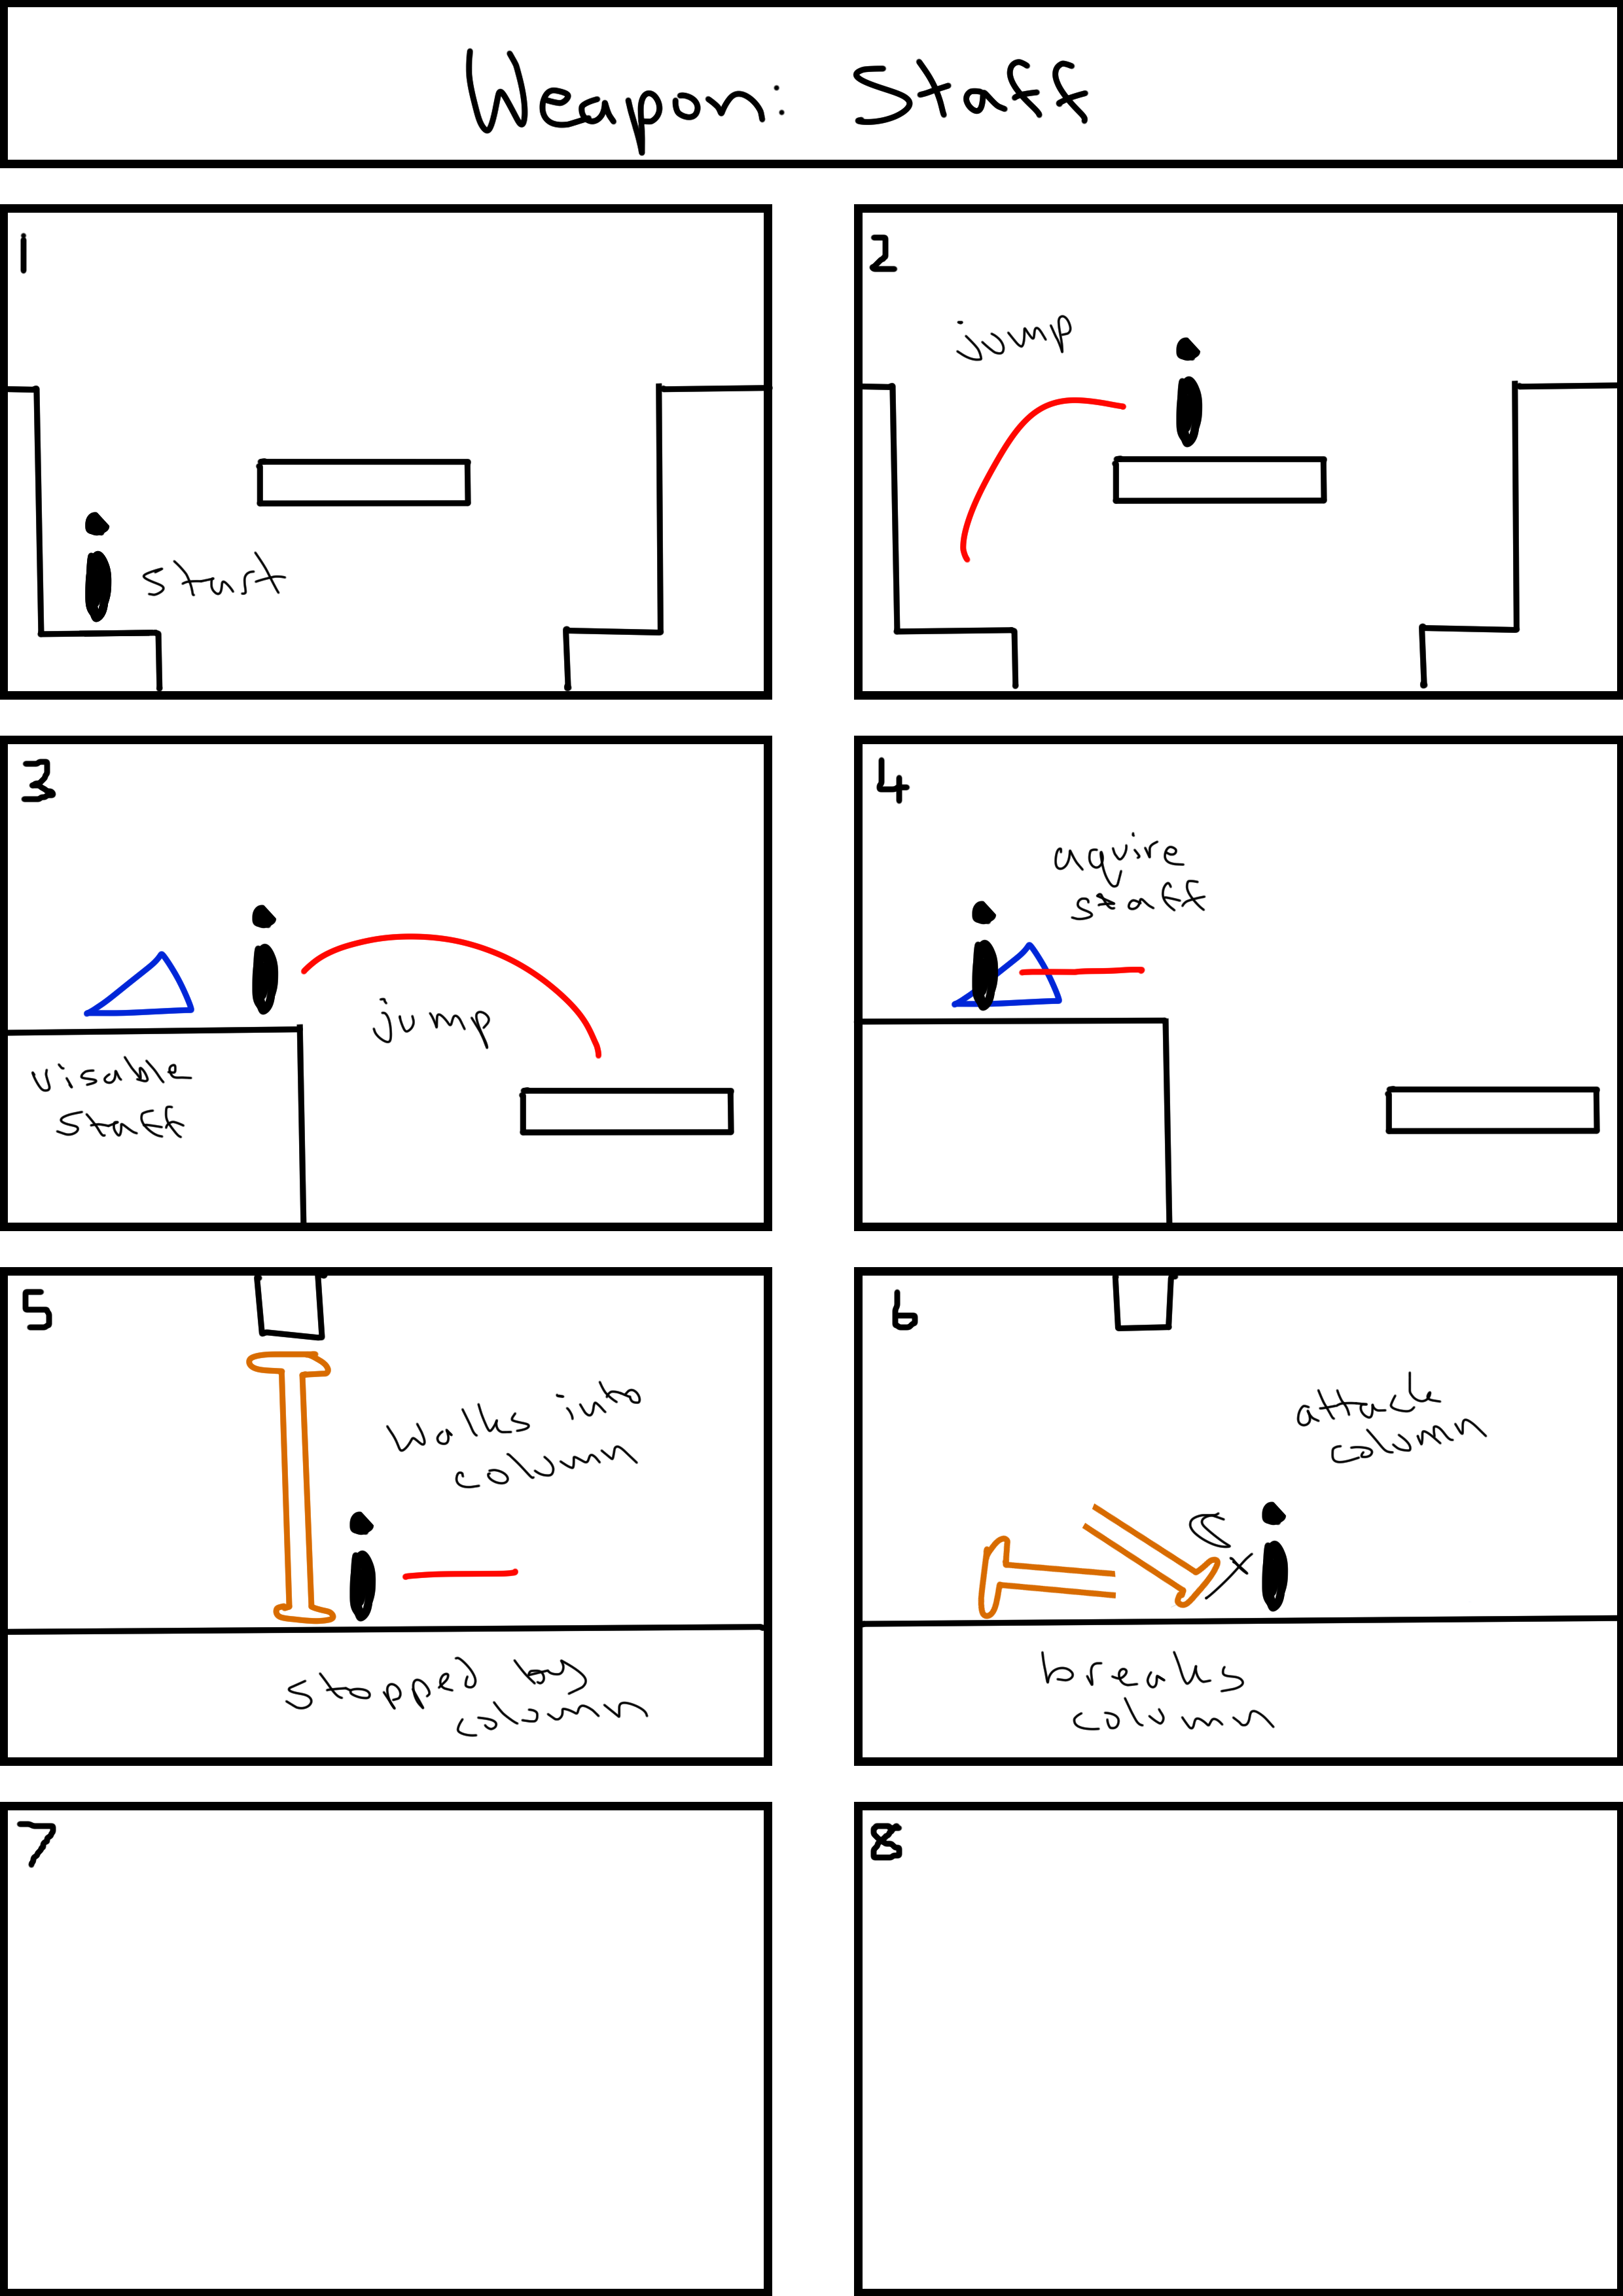 Weapon: Staff
1
start
2
jump
3
jump
visable
staff
4
aquire
staff
5
walks into
column
stopped by
column
6
attack
column
breaks
column
7
8